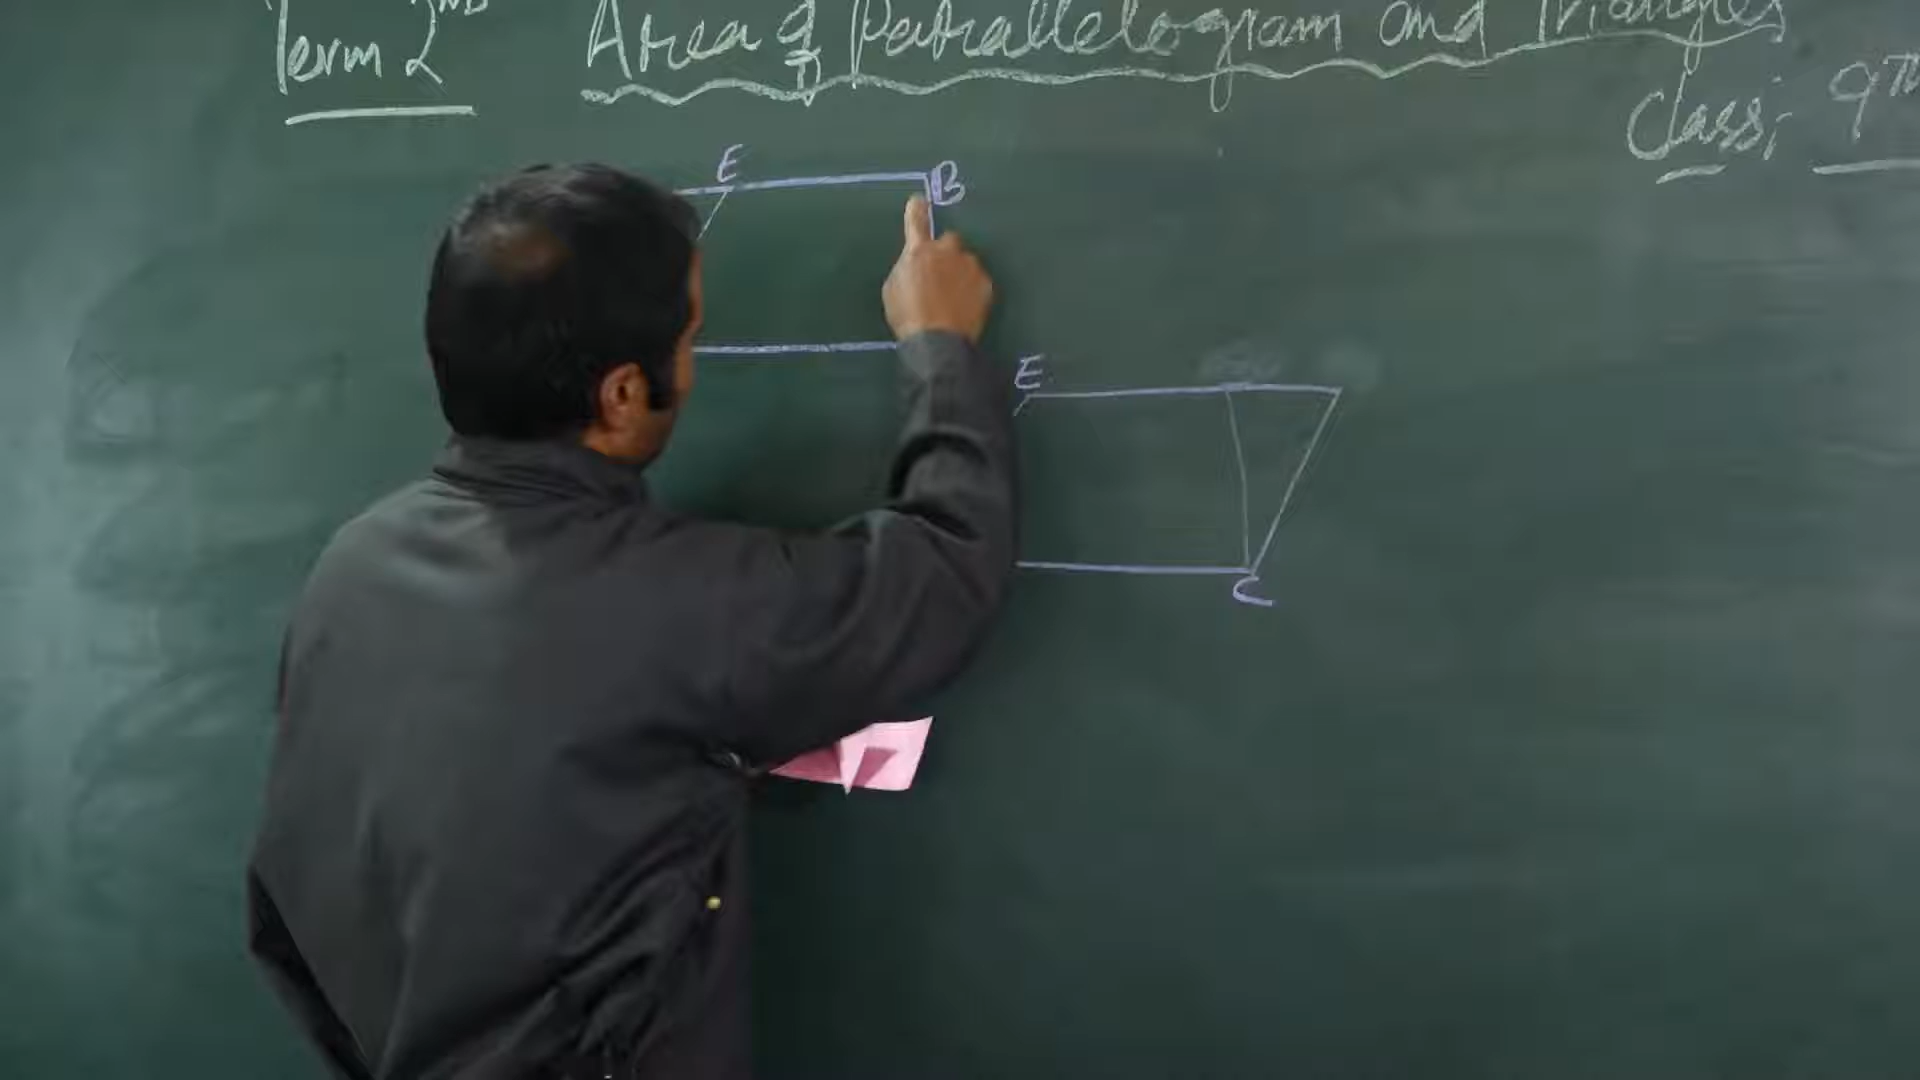 Term 2ND
Area of Parallelogram and Triangles
Class; 9TH
E
B
E
C